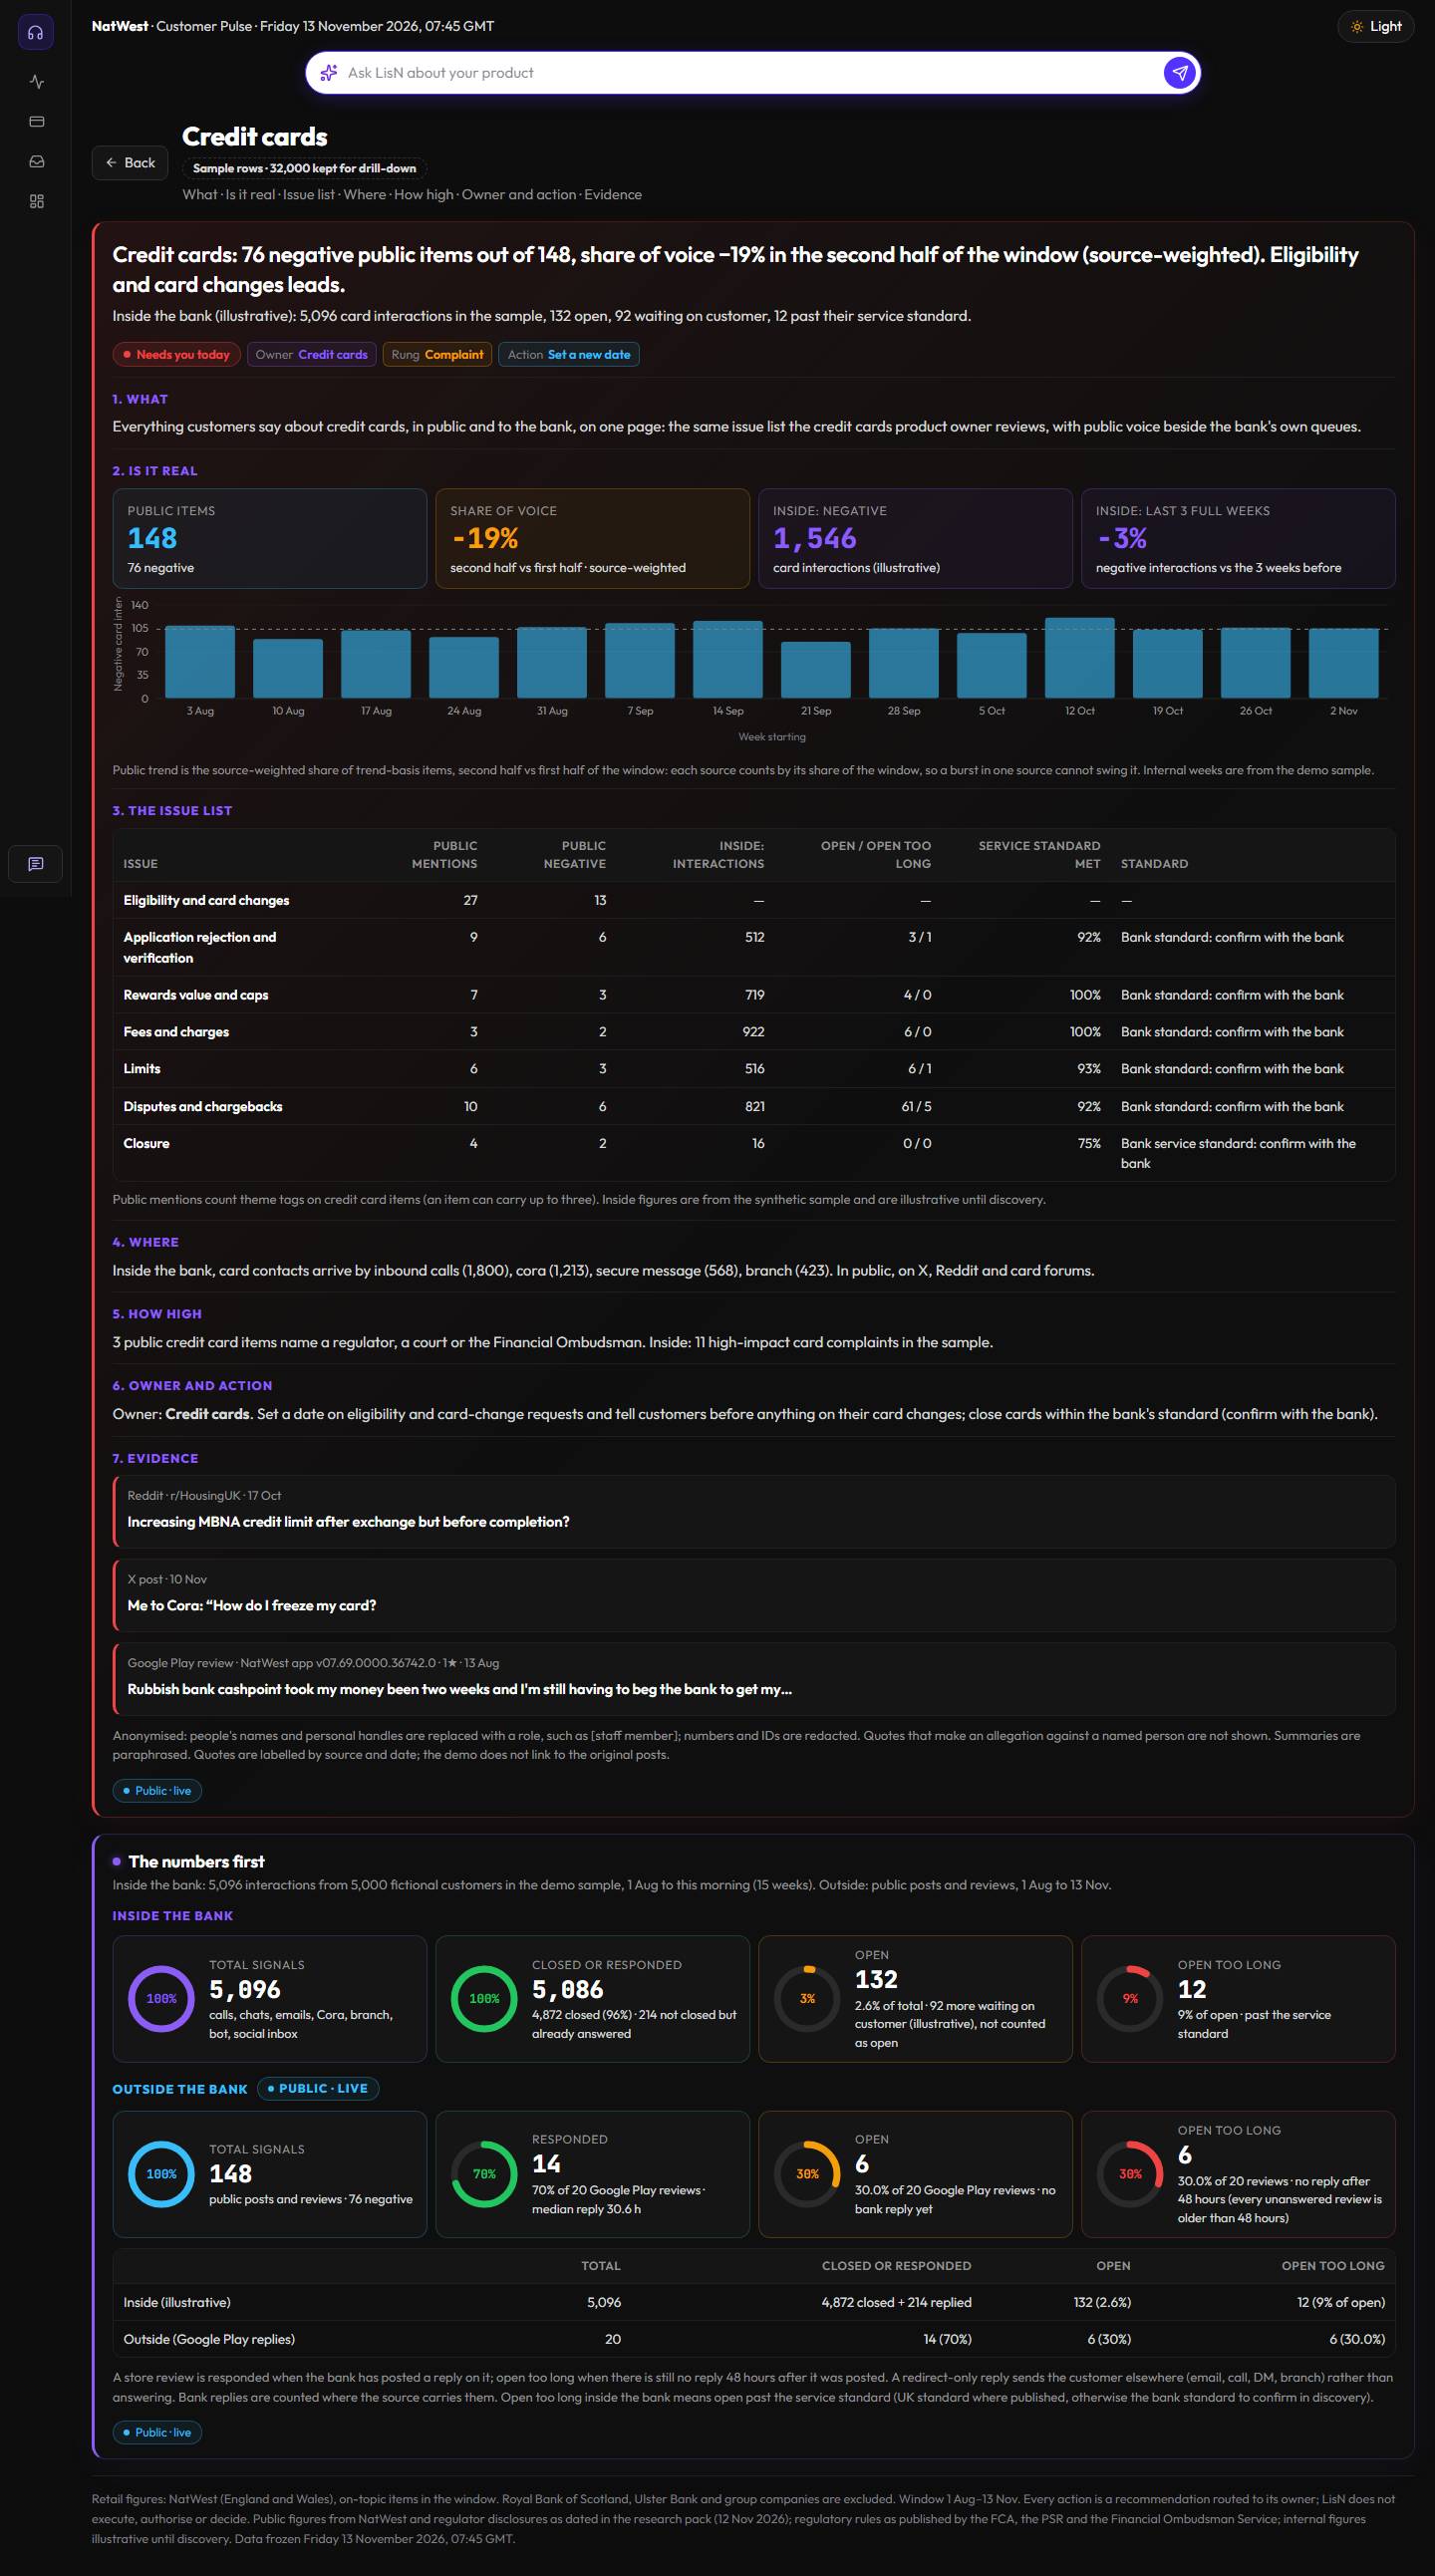 NatWest · Customer Pulse · Friday 13 November 2026, 07:45 GMT
Light
Ask LisN about your product
Back
Credit cards
Sample rows · 32,000 kept for drill-down
What · Is it real · Issue list · Where · How high · Owner and action · Evidence
Credit cards: 76 negative public items out of 148, share of voice −19% in the second half of the window (source-weighted). Eligibility
and card changes leads.
Inside the bank (illustrative): 5,096 card interactions in the sample, 132 open, 92 waiting on customer, 12 past their service standard.
Needs you today
Owner Credit cards
Rung Complaint
Action Set a new date
1. WHAT
Everything customers say about credit cards, in public and to the bank, on one page: the same issue list the credit cards product owner reviews, with public voice beside the bank's own queues.
2. IS IT REAL
PUBLIC ITEMS
148
76 negative
SHARE OF VOICE
-19%
second half vs first half · source-weighted
INSIDE: NEGATIVE
1,546
card interactions (illustrative)
INSIDE: LAST 3 FULL WEEKS
-3%
negative interactions vs the 3 weeks before
Negative card inter
140
105
70
35
0
3 Aug 10 Aug 17 Aug 24 Aug 31 Aug 7 Sep 14 Sep 21 Sep 28 Sep 5 Oct 12 Oct 19 Oct 26 Oct 2 Nov
Week starting
Public trend is the source-weighted share of trend-basis items, second half vs first half of the window: each source counts by its share of the window, so a burst in one source cannot swing it. Internal weeks are from the demo sample.
3. THE ISSUE LIST
ISSUE PUBLIC MENTIONS PUBLIC NEGATIVE INSIDE: INTERACTIONS OPEN / OPEN TOO LONG SERVICE STANDARD MET STANDARD
Eligibility and card changes 27 13 — — — —
Application rejection and verification 9 6 512 3 / 1 92% Bank standard: confirm with the bank
Rewards value and caps 7 3 719 4 / 0 100% Bank standard: confirm with the bank
Fees and charges 3 2 922 6 / 0 100% Bank standard: confirm with the bank
Limits 6 3 516 6 / 1 93% Bank standard: confirm with the bank
Disputes and chargebacks 10 6 821 61 / 5 92% Bank standard: confirm with the bank
Closure 4 2 16 0 / 0 75% Bank service standard: confirm with the bank
Public mentions count theme tags on credit card items (an item can carry up to three). Inside figures are from the synthetic sample and are illustrative until discovery.
4. WHERE
Inside the bank, card contacts arrive by inbound calls (1,800), cora (1,213), secure message (568), branch (423). In public, on X, Reddit and card forums.
5. HOW HIGH
3 public credit card items name a regulator, a court or the Financial Ombudsman. Inside: 11 high-impact card complaints in the sample.
6. OWNER AND ACTION
Owner: Credit cards. Set a date on eligibility and card-change requests and tell customers before anything on their card changes; close cards within the bank's standard (confirm with the bank).
7. EVIDENCE
Reddit · r/HousingUK · 17 Oct
Increasing MBNA credit limit after exchange but before completion?
X post · 10 Nov
Me to Cora: “How do I freeze my card?
Google Play review · NatWest app v07.69.0000.36742.0 · 1★ · 13 Aug
Rubbish bank cashpoint took my money been two weeks and I'm still having to beg the bank to get my...
Anonymised: people's names and personal handles are replaced with a role, such as [staff member]; numbers and IDs are redacted. Quotes that make an allegation against a named person are not shown. Summaries are
paraphrased. Quotes are labelled by source and date; the demo does not link to the original posts.
Public · live
The numbers first
Inside the bank: 5,096 interactions from 5,000 fictional customers in the demo sample, 1 Aug to this morning (15 weeks). Outside: public posts and reviews, 1 Aug to 13 Nov.
INSIDE THE BANK
100%
TOTAL SIGNALS
5,096
calls, chats, emails, Cora, branch,
bot, social inbox
100%
CLOSED OR RESPONDED
5,086
4,872 closed (96%) · 214 not closed but
already answered
3%
OPEN
132
2.6% of total · 92 more waiting on
customer (illustrative), not counted
as open
9%
OPEN TOO LONG
12
9% of open · past the service
standard
OUTSIDE THE BANK
PUBLIC · LIVE
100%
TOTAL SIGNALS
148
public posts and reviews · 76 negative
70%
RESPONDED
14
70% of 20 Google Play reviews ·
median reply 30.6 h
30%
OPEN
6
30.0% of 20 Google Play reviews · no
bank reply yet
30%
OPEN TOO LONG
6
30.0% of 20 reviews · no reply after
48 hours (every unanswered review is
older than 48 hours)
TOTAL CLOSED OR RESPONDED OPEN OPEN TOO LONG
Inside (illustrative) 5,096 4,872 closed + 214 replied 132 (2.6%) 12 (9% of open)
Outside (Google Play replies) 20 14 (70%) 6 (30%) 6 (30.0%)
A store review is responded when the bank has posted a reply on it; open too long when there is still no reply 48 hours after it was posted. A redirect-only reply sends the customer elsewhere (email, call, DM, branch) rather than
answering. Bank replies are counted where the source carries them. Open too long inside the bank means open past the service standard (UK standard where published, otherwise the bank standard to confirm in discovery).
Public · live
Retail figures: NatWest (England and Wales), on-topic items in the window. Royal Bank of Scotland, Ulster Bank and group companies are excluded. Window 1 Aug–13 Nov. Every action is a recommendation routed to its owner; LisN does not
execute, authorise or decide. Public figures from NatWest and regulator disclosures as dated in the research pack (12 Nov 2026); regulatory rules as published by the FCA, the PSR and the Financial Ombudsman Service; internal figures
illustrative until discovery. Data frozen Friday 13 November 2026, 07:45 GMT.